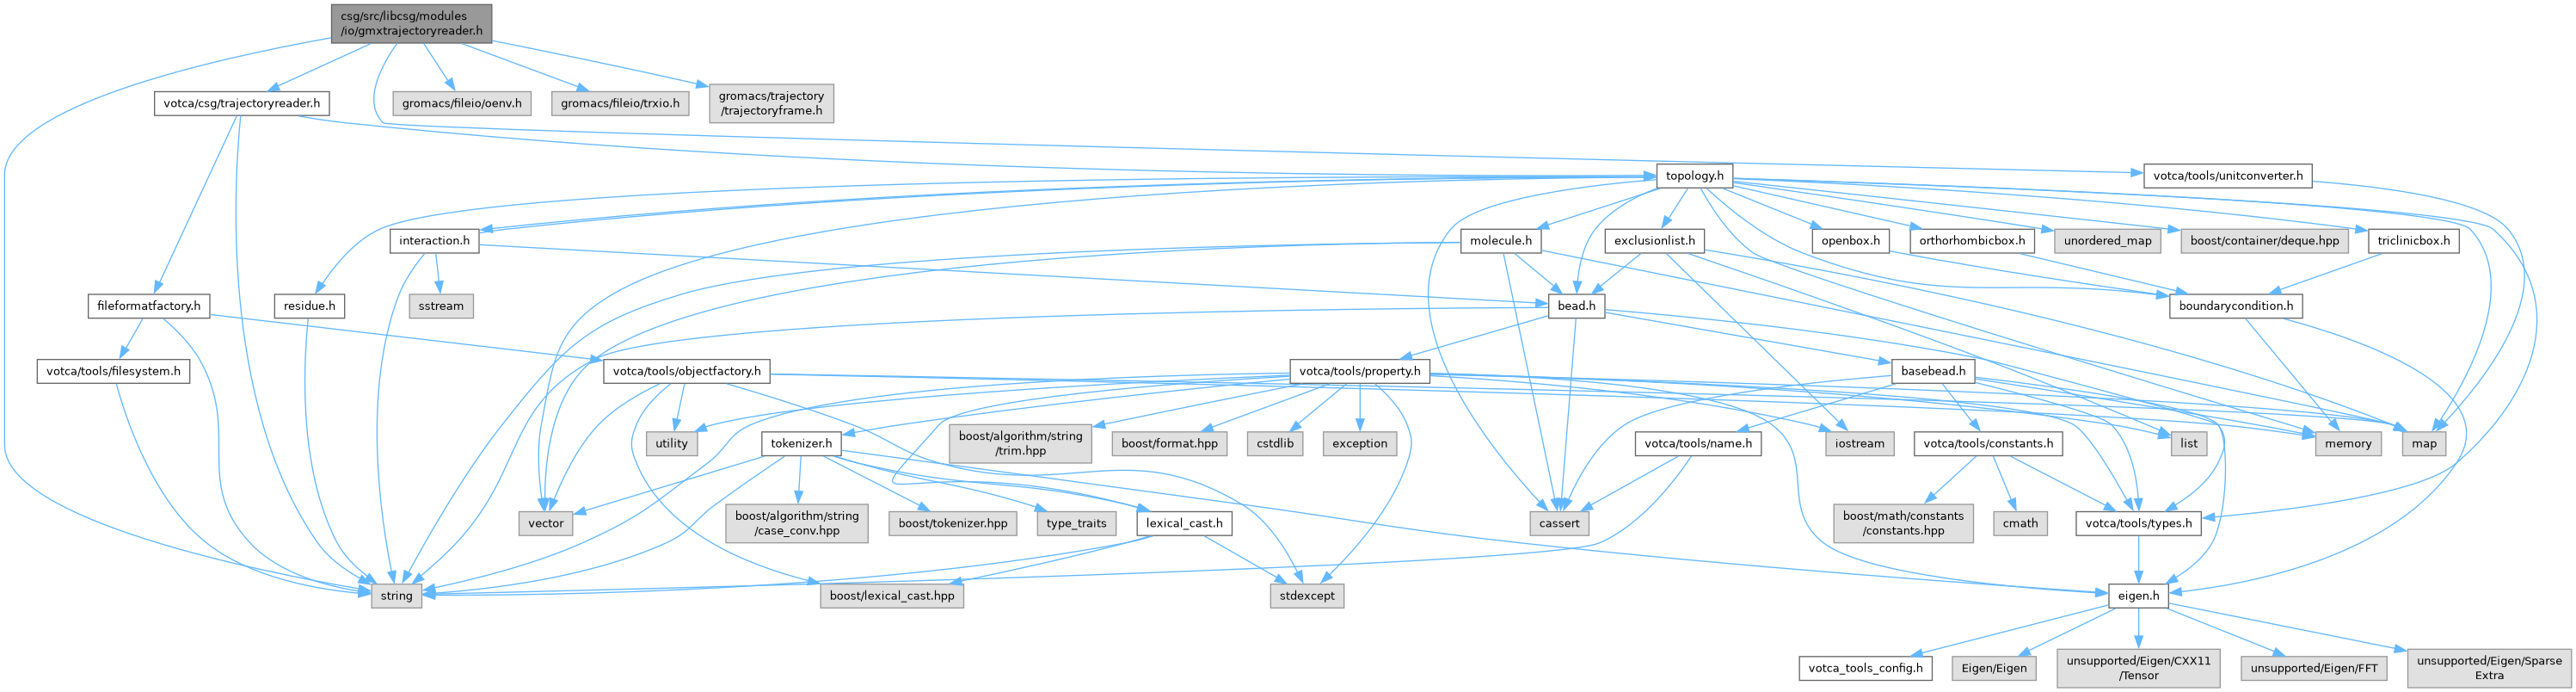 csg/src/libcsg/modules
/io/gmxtrajectoryreader.h
votca/csg/trajectoryreader.h
gromacs/fileio/oenv.h
gromacs/fileio/trxio.h
gromacs/trajectory
/trajectoryframe.h
topology.h
votca/tools/unitconverter.h
interaction.h
molecule.h
exclusionlist.h
openbox.h
orthorhombicbox.h
unordered_map
boost/container/deque.hpp
triclinicbox.h
fileformatfactory.h
residue.h
sstream
bead.h
boundarycondition.h
votca/tools/filesystem.h
votca/tools/objectfactory.h
votca/tools/property.h
basebead.h
utility
tokenizer.h
boost/algorithm/string
/trim.hpp
boost/format.hpp
cstdlib
exception
votca/tools/name.h
iostream
votca/tools/constants.h
list
memory
map
vector
boost/algorithm/string
/case_conv.hpp
boost/tokenizer.hpp
type_traits
lexical_cast.h
cassert
boost/math/constants
/constants.hpp
cmath
votca/tools/types.h
string
boost/lexical_cast.hpp
stdexcept
eigen.h
votca_tools_config.h
Eigen/Eigen
unsupported/Eigen/CXX11
/Tensor
unsupported/Eigen/FFT
unsupported/Eigen/Sparse
Extra